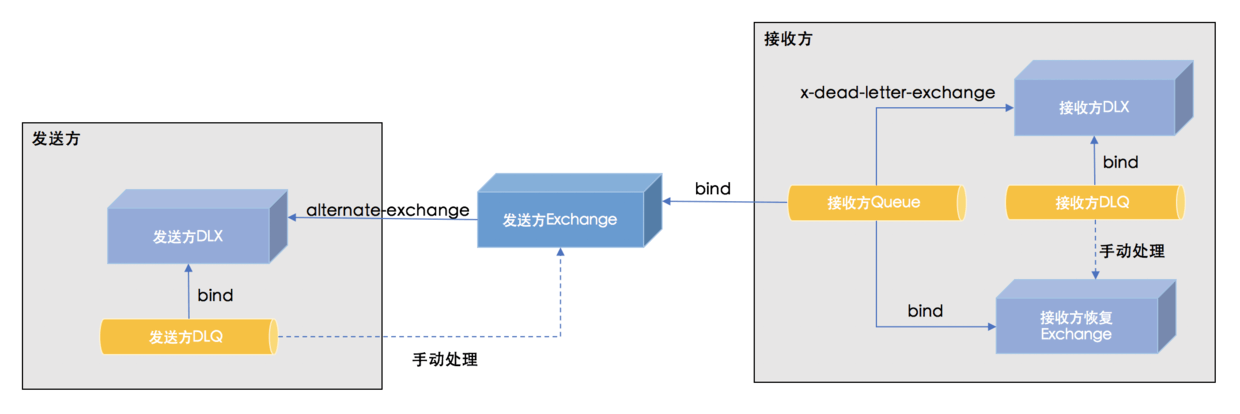 接收方
x-dead-letter-exchange
接收方DLX
发送方
bind
bind
接收方Queue
接收方DLQ
alternate-exchange
发送方Exchange
发送方DLX
手动处理
bind
bind
接收方恢复
Exchange
发送方DLQ
手动处理